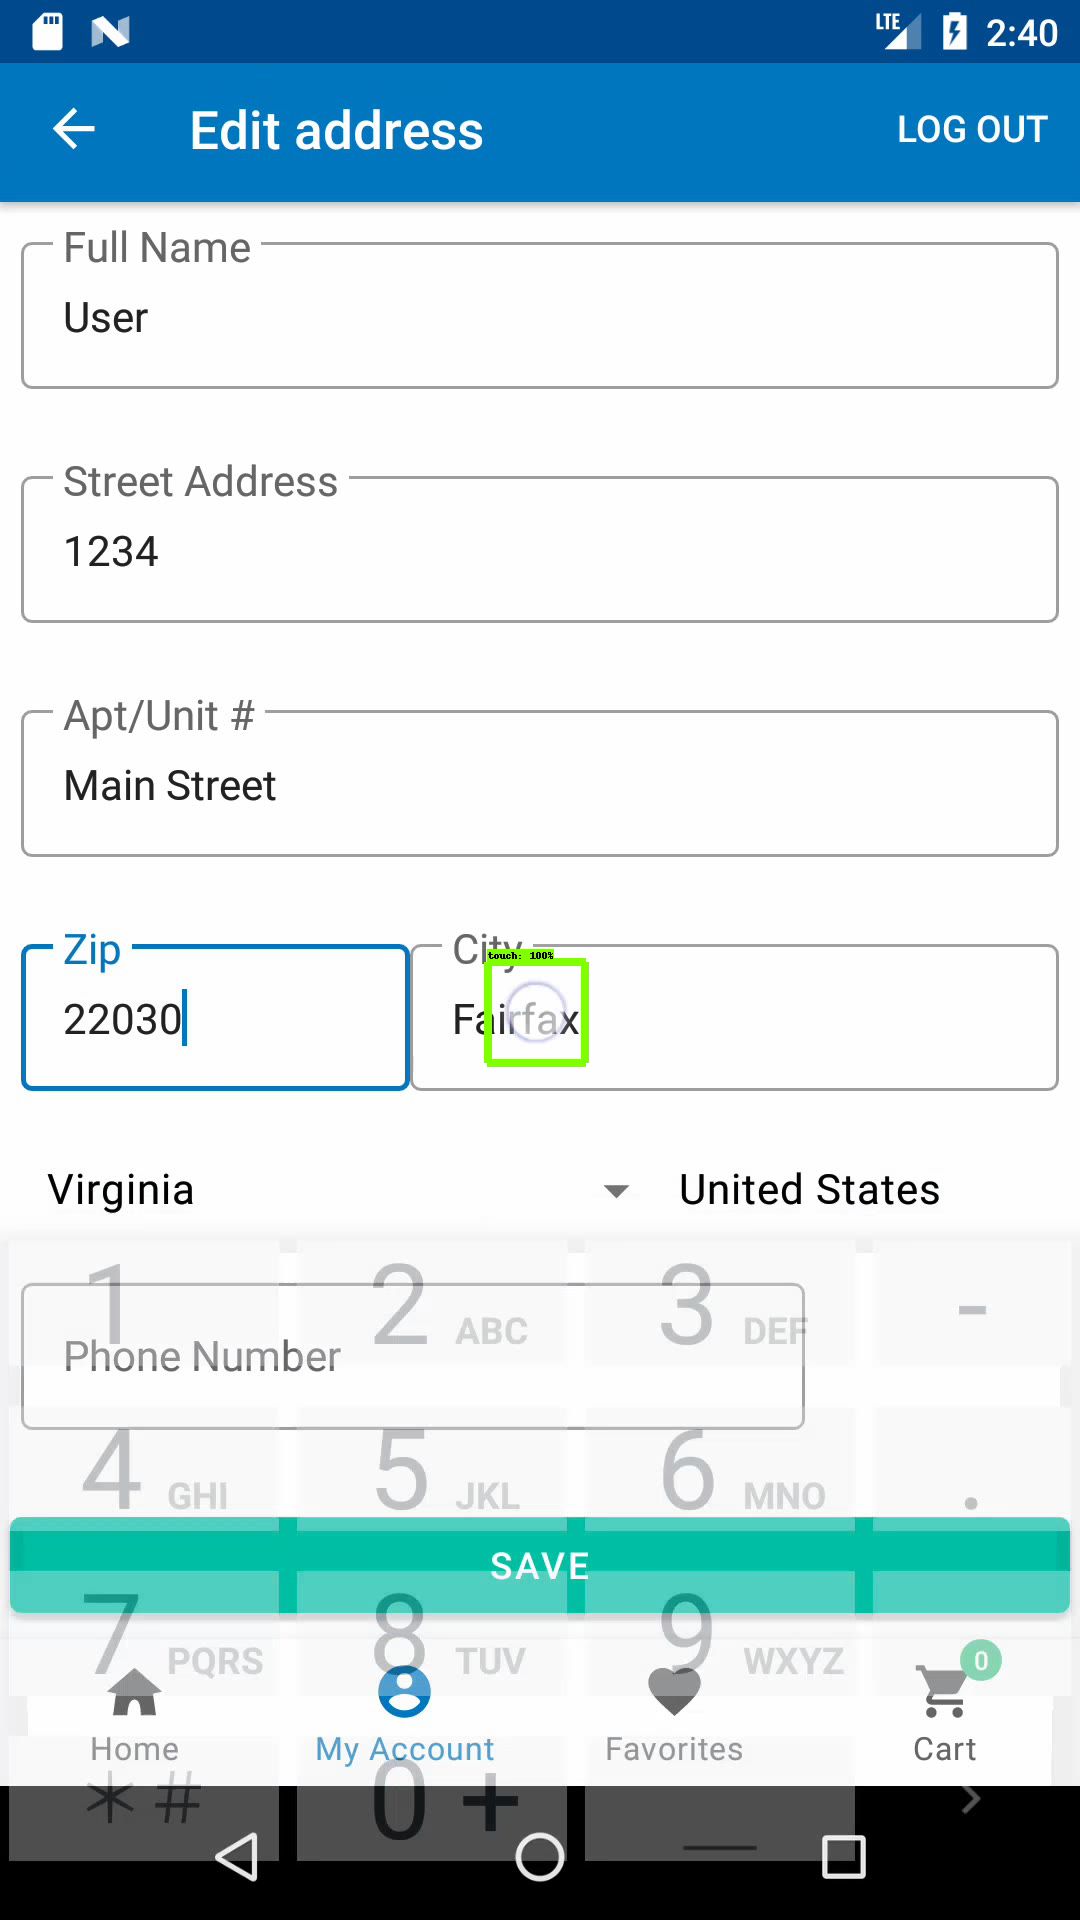 LTE 2:40
Edit address LOG OUT
Full Name
User
Street Address
1234
Apt/Unit #
Main Street
Zip City
touch: 100%
22030 Fairfax
Virginia United States
1 2 ABC 3 DEF -
Phone Number
4 GHI 5 JKL 6 MNO .
SAVE
7 PQRS 8 TUV 9 WXYZ
0
Home My Account Favorites Cart
* # 0 +